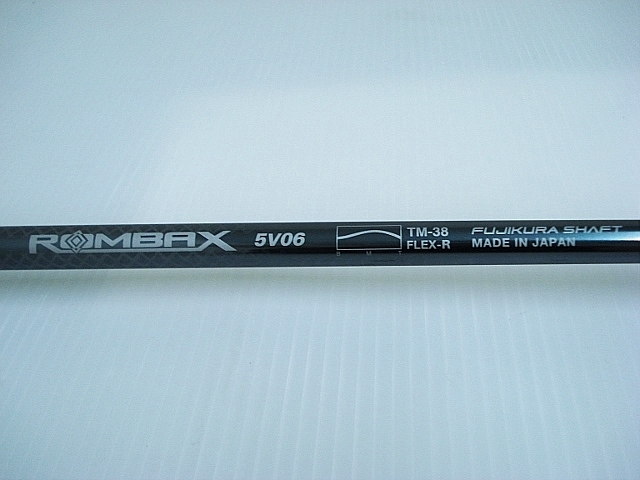 ROMBAX 5V06
B M T
TM-38
FLEX-R
FUJIKURA SHAFT
MADE IN JAPAN